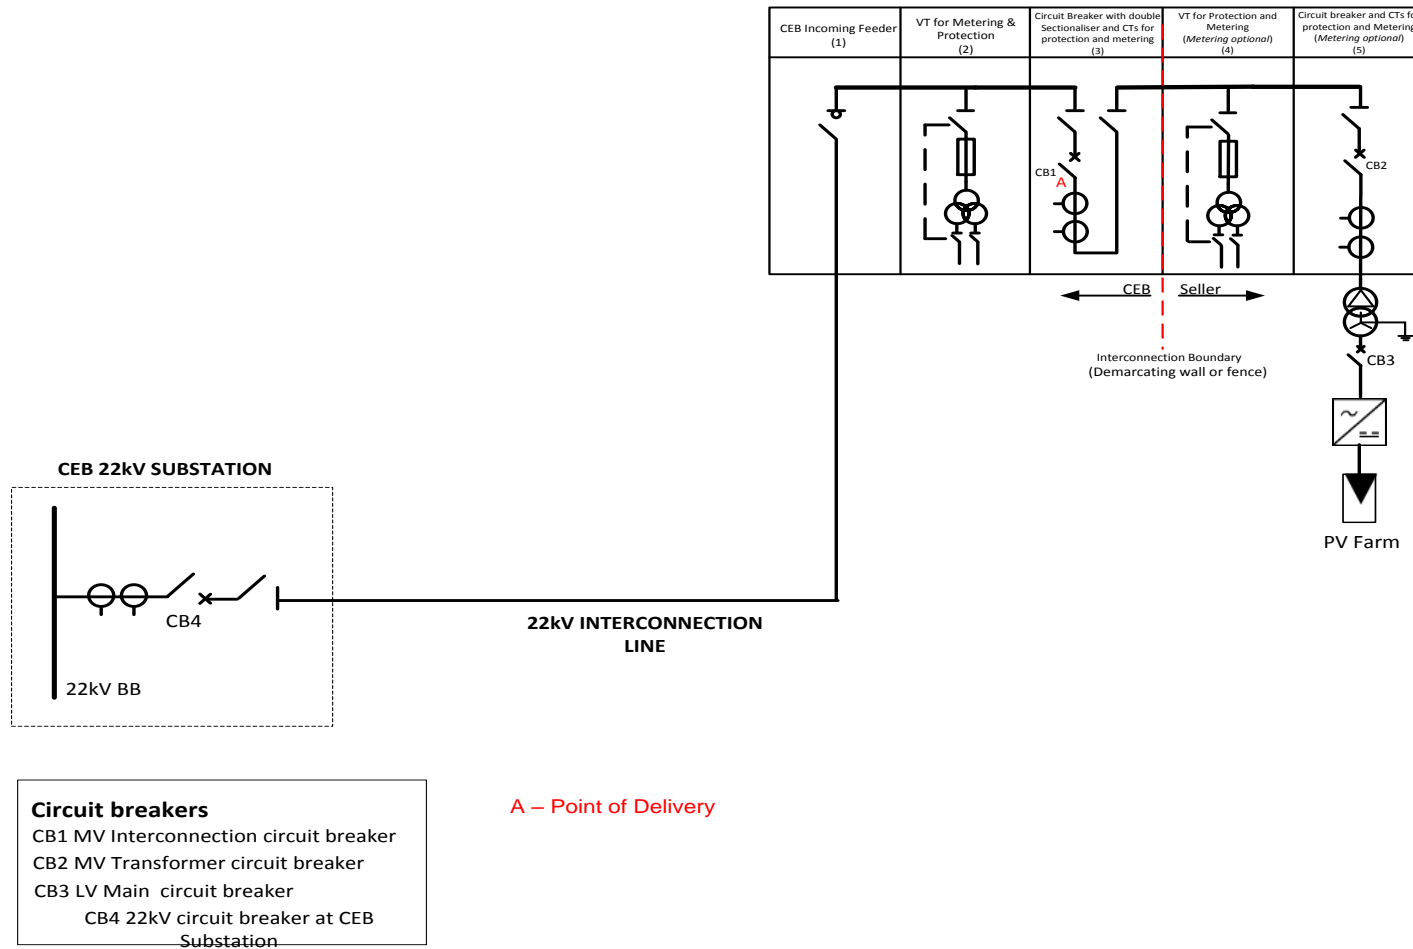 CEB Incoming Feeder
(1)
VT for Metering &
Protection
(2)
Circuit Breaker with double
Sectionaliser and CTs for
protection and metering
(3)
VT for Protection and
Metering
(Metering optional)
(4)
Circuit breaker and CTs fo
protection and Metering
(Metering optional)
(5)
CB1
A
CB2
CEB
Seller
Interconnection Boundary
(Demarcating wall or fence)
CB3
PV Farm
CEB 22kV SUBSTATION
CB4
22kV BB
22kV INTERCONNECTION
LINE
Circuit breakers
CB1 MV Interconnection circuit breaker
CB2 MV Transformer circuit breaker
CB3 LV Main circuit breaker
CB4 22kV circuit breaker at CEB
Substation
A – Point of Delivery